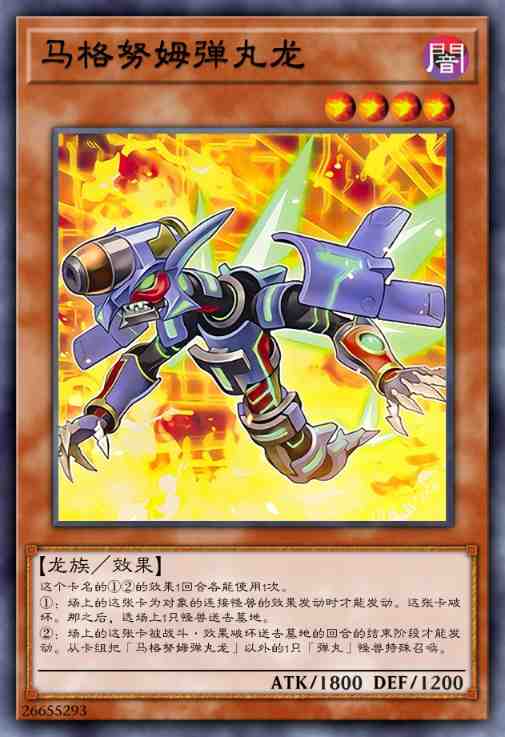 马格努姆弹丸龙
闇
【龙族／效果】
这个卡名的①②的效果1回合各能使用1次。
①：场上的这张卡为对象的连接怪兽的效果发动时才能发动。这张卡破
坏。那之后，选场上1只怪兽送去墓地。
②：场上的这张卡被战斗·效果破坏送去墓地的回合的结束阶段才能发
动。从卡组把「马格努姆弹丸龙」以外的1只「弹丸」怪兽特殊召唤。
ATK/1800 DEF/1200
26655293